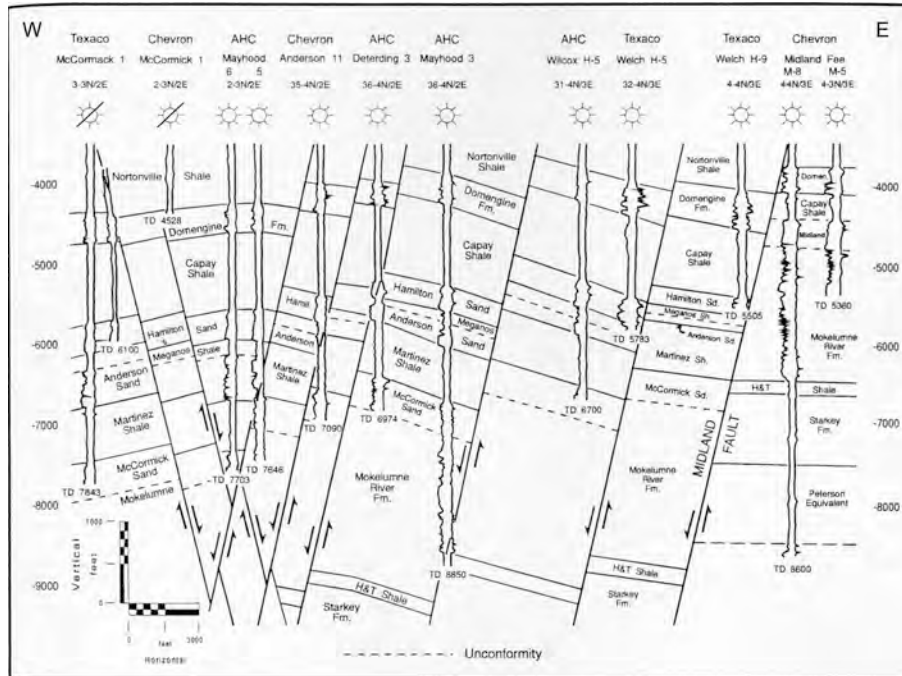 W
E
Texaco
McCormack 1
3-3N/2E
Chevron
McCormick 1
2-3N/2E
AHC
Mayhood
6 5
2-3N/2E
Chevron
Anderson 11
35-4N/2E
AHC
Deterding 3
36-4N/2E
AHC
Mayhood 3
36-4N/2E
AHC
Wilcox H-5
31-4N/2E
Texaco
Welch H-5
32-4N/2E
Texaco
Welch H-9
4-4N/3E
Chevron
Midland Fee
M-8 M-5
44N/3E 4-3N/3E
-4000
-5000
-6000
-7000
-8000
-9000
-4000
-5000
-6000
-7000
-8000
Nortonville Shale
TD 4528
Domengine Fm.
Capay
Shale
Hamilton Sand
s
TD 6100
Meganos Shale
Anderson
Sand
Martinez
Shale
McCormick
Sand
TD 7843
Mokelumne
TD 7703
TD 7646
Hamil.
Anderson
Martinez
Shale
TD 7090
TD 6974
Nortonville
Shale
Domengine
Fm.
Capay
Shale
Hamilton Sand
Meganos
Anderson Sand
Martinez
Shale
McCormick
Sand
Mokelumne
River
Fm.
TD 8850
H&T Shale
Starkey
Fm.
TD 6700
TD 5783
Nortonville
Shale
Domengine
Fm.
Capay
Shale
Hamilton Sd.
TD 5505
Meganos Sh.
Anderson Sd.
Martinez Sh.
McCormick Sd.
Mokelumne
River
Fm.
H&T Shale
Starkey
Fm.
MIDLAND
FAULT
Domen.
Capay
Shale
Midland
TD 5360
Mokelumne
River
Fm.
H&T Shale
Starkey
Fm.
Peterson
Equivalent
TD 8600
1000
Vertical
feet
0
0 feet 3000
Horizontal
Unconformity